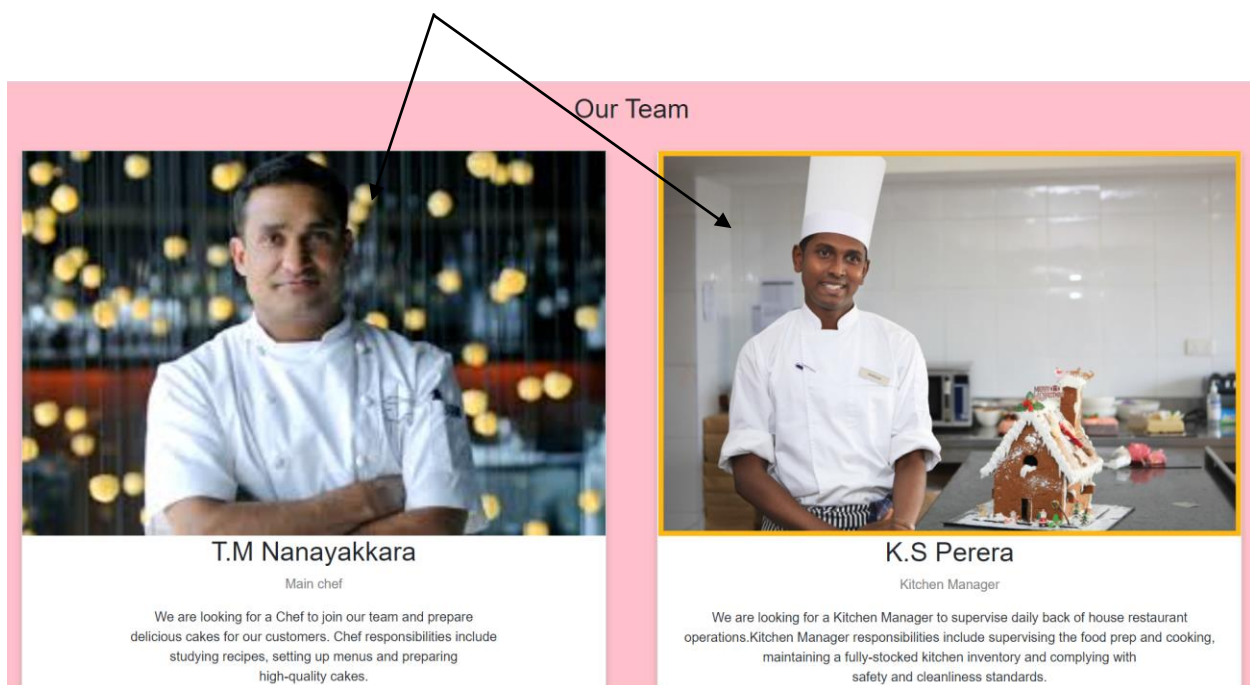 Our Team
T.M Nanayakkara
Main chef
We are looking for a Chef to join our team and prepare
delicious cakes for our customers. Chef responsibilities include
studying recipes, setting up menus and preparing
high-quality cakes.
K.S Perera
Kitchen Manager
We are looking for a Kitchen Manager to supervise daily back of house restaurant
operations.Kitchen Manager responsibilities include supervising the food prep and cooking,
maintaining a fully-stocked kitchen inventory and complying with
safety and cleanliness standards.